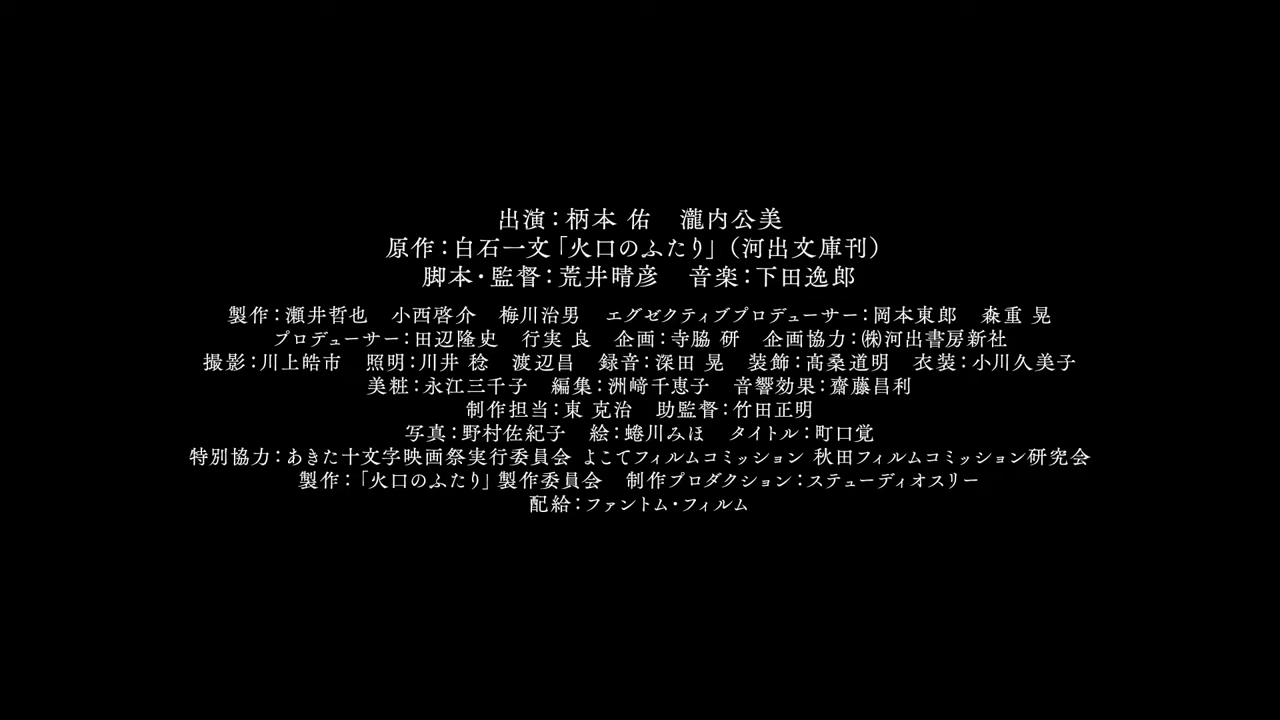 出演：柄本 佑　瀧内公美
原作：白石一文「火口のふたり」（河出文庫刊）
脚本・監督：荒井晴彦　音楽：下田逸郎
製作：瀬井哲也　小西啓介　梅川治男　エグゼクティブプロデューサー：岡本東郎　森重 晃
プロデューサー：田辺隆史　行実 良　企画：寺脇 研　企画協力：㈱河出書房新社
撮影：川上皓市　照明：川井 稔　渡辺昌　録音：深田 晃　装飾：髙桑道明　衣裳：小川久美子
美粧：永江三千子　編集：洲﨑千恵子　音響効果：齋藤昌利
制作担当：東 克治　助監督：竹田正明
写真：野村佐紀子　絵：蜷川みほ　タイトル：町口覚
特別協力：あきた十文字映画祭実行委員会 よこてフィルムコミッション 秋田フィルムコミッション研究会
製作：「火口のふたり」製作委員会　制作プロダクション：ステューディオスリー
配給：ファントム・フィルム